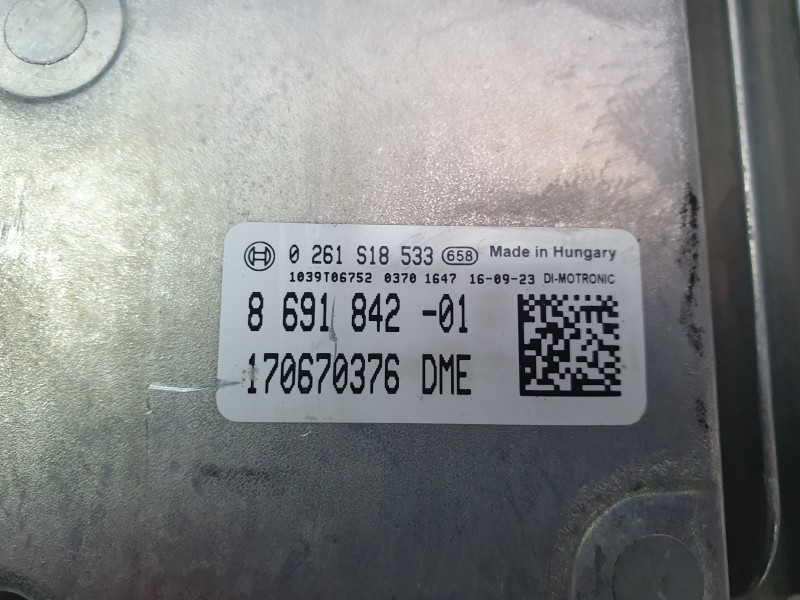 0 261 S18 533 658 Made in Hungary
1039T06752 0370 1647 16-09-23 DI-MOTRONIC
8 691 842 -01
170670376 DME